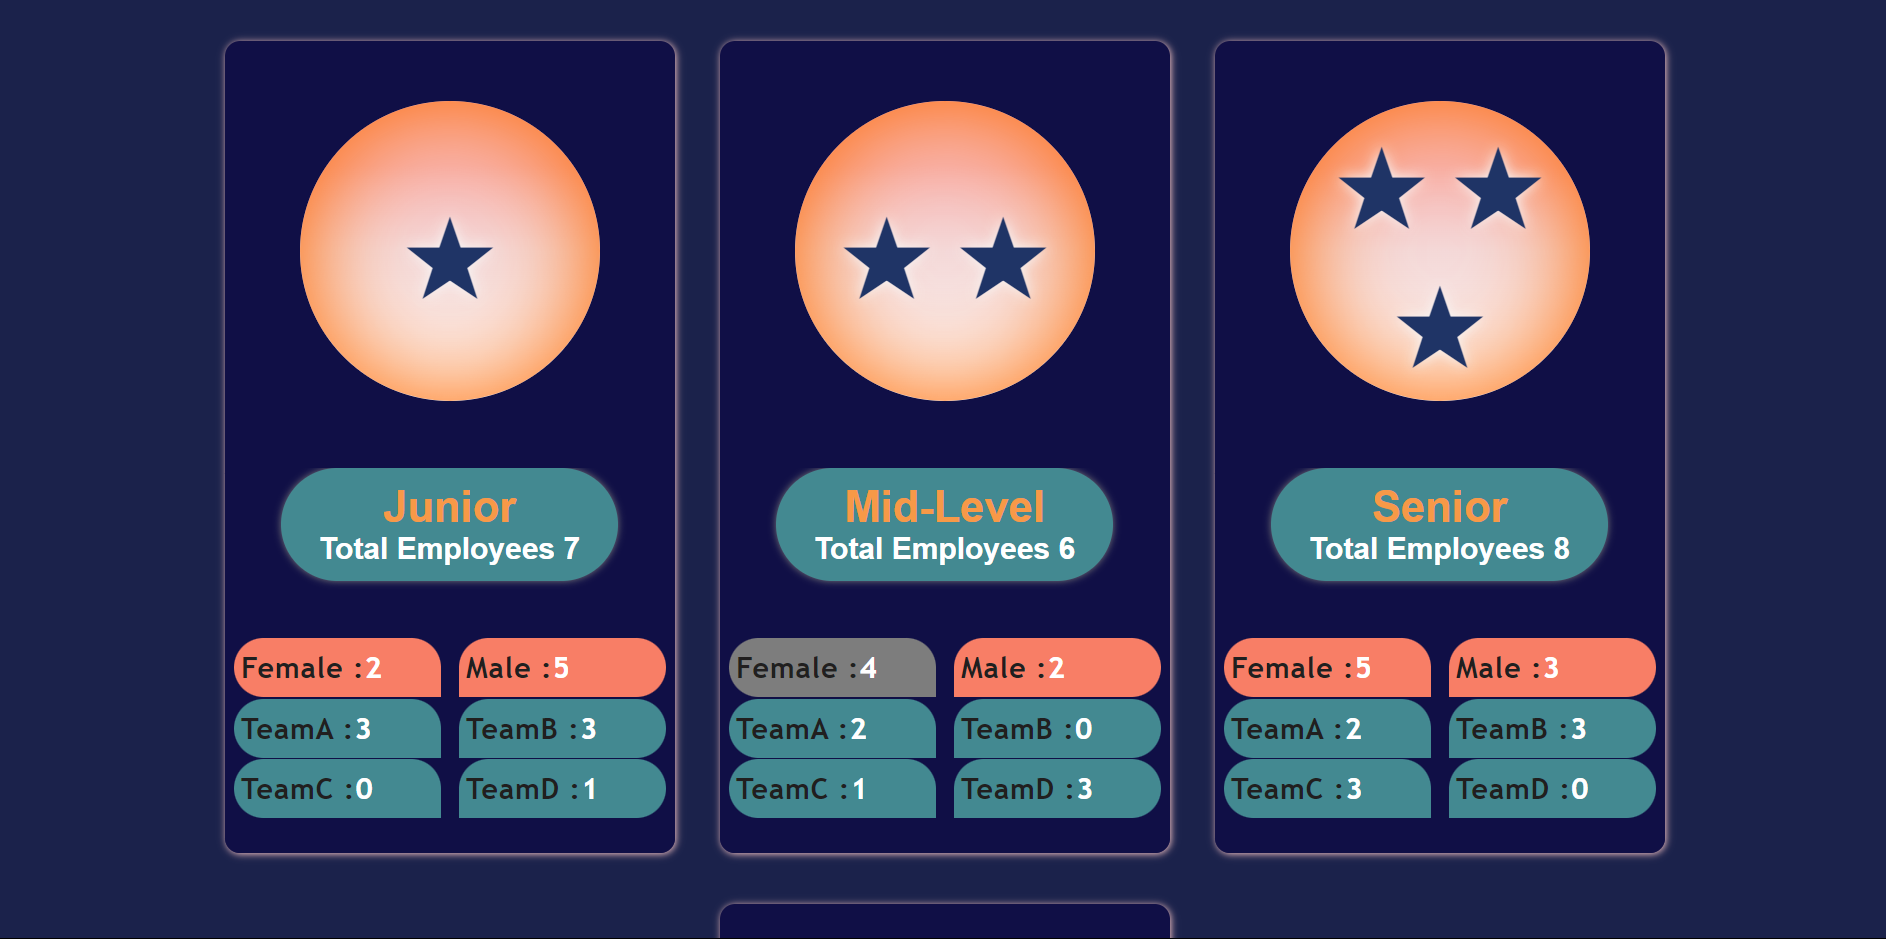 Junior
Total Employees 7
Female :2
Male :5
TeamA :3
TeamB :3
TeamC :0
TeamD :1
Mid-Level
Total Employees 6
Female :4
Male :2
TeamA :2
TeamB :0
TeamC :1
TeamD :3
Senior
Total Employees 8
Female :5
Male :3
TeamA :2
TeamB :3
TeamC :3
TeamD :0